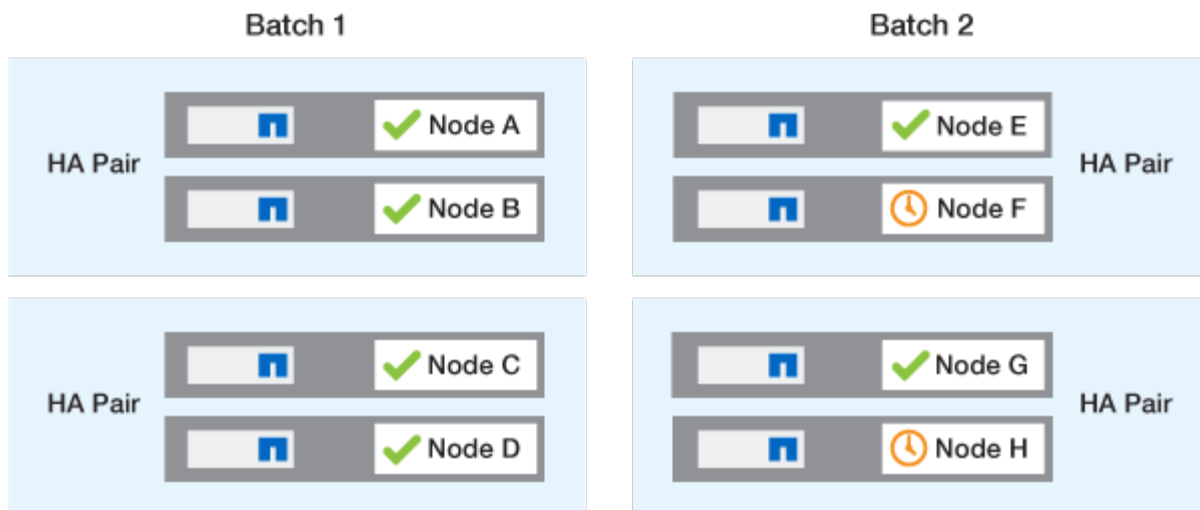 Batch 1
Batch 2
HA Pair
Node A
Node B
Node E
Node F
HA Pair
HA Pair
Node C
Node D
Node G
Node H
HA Pair